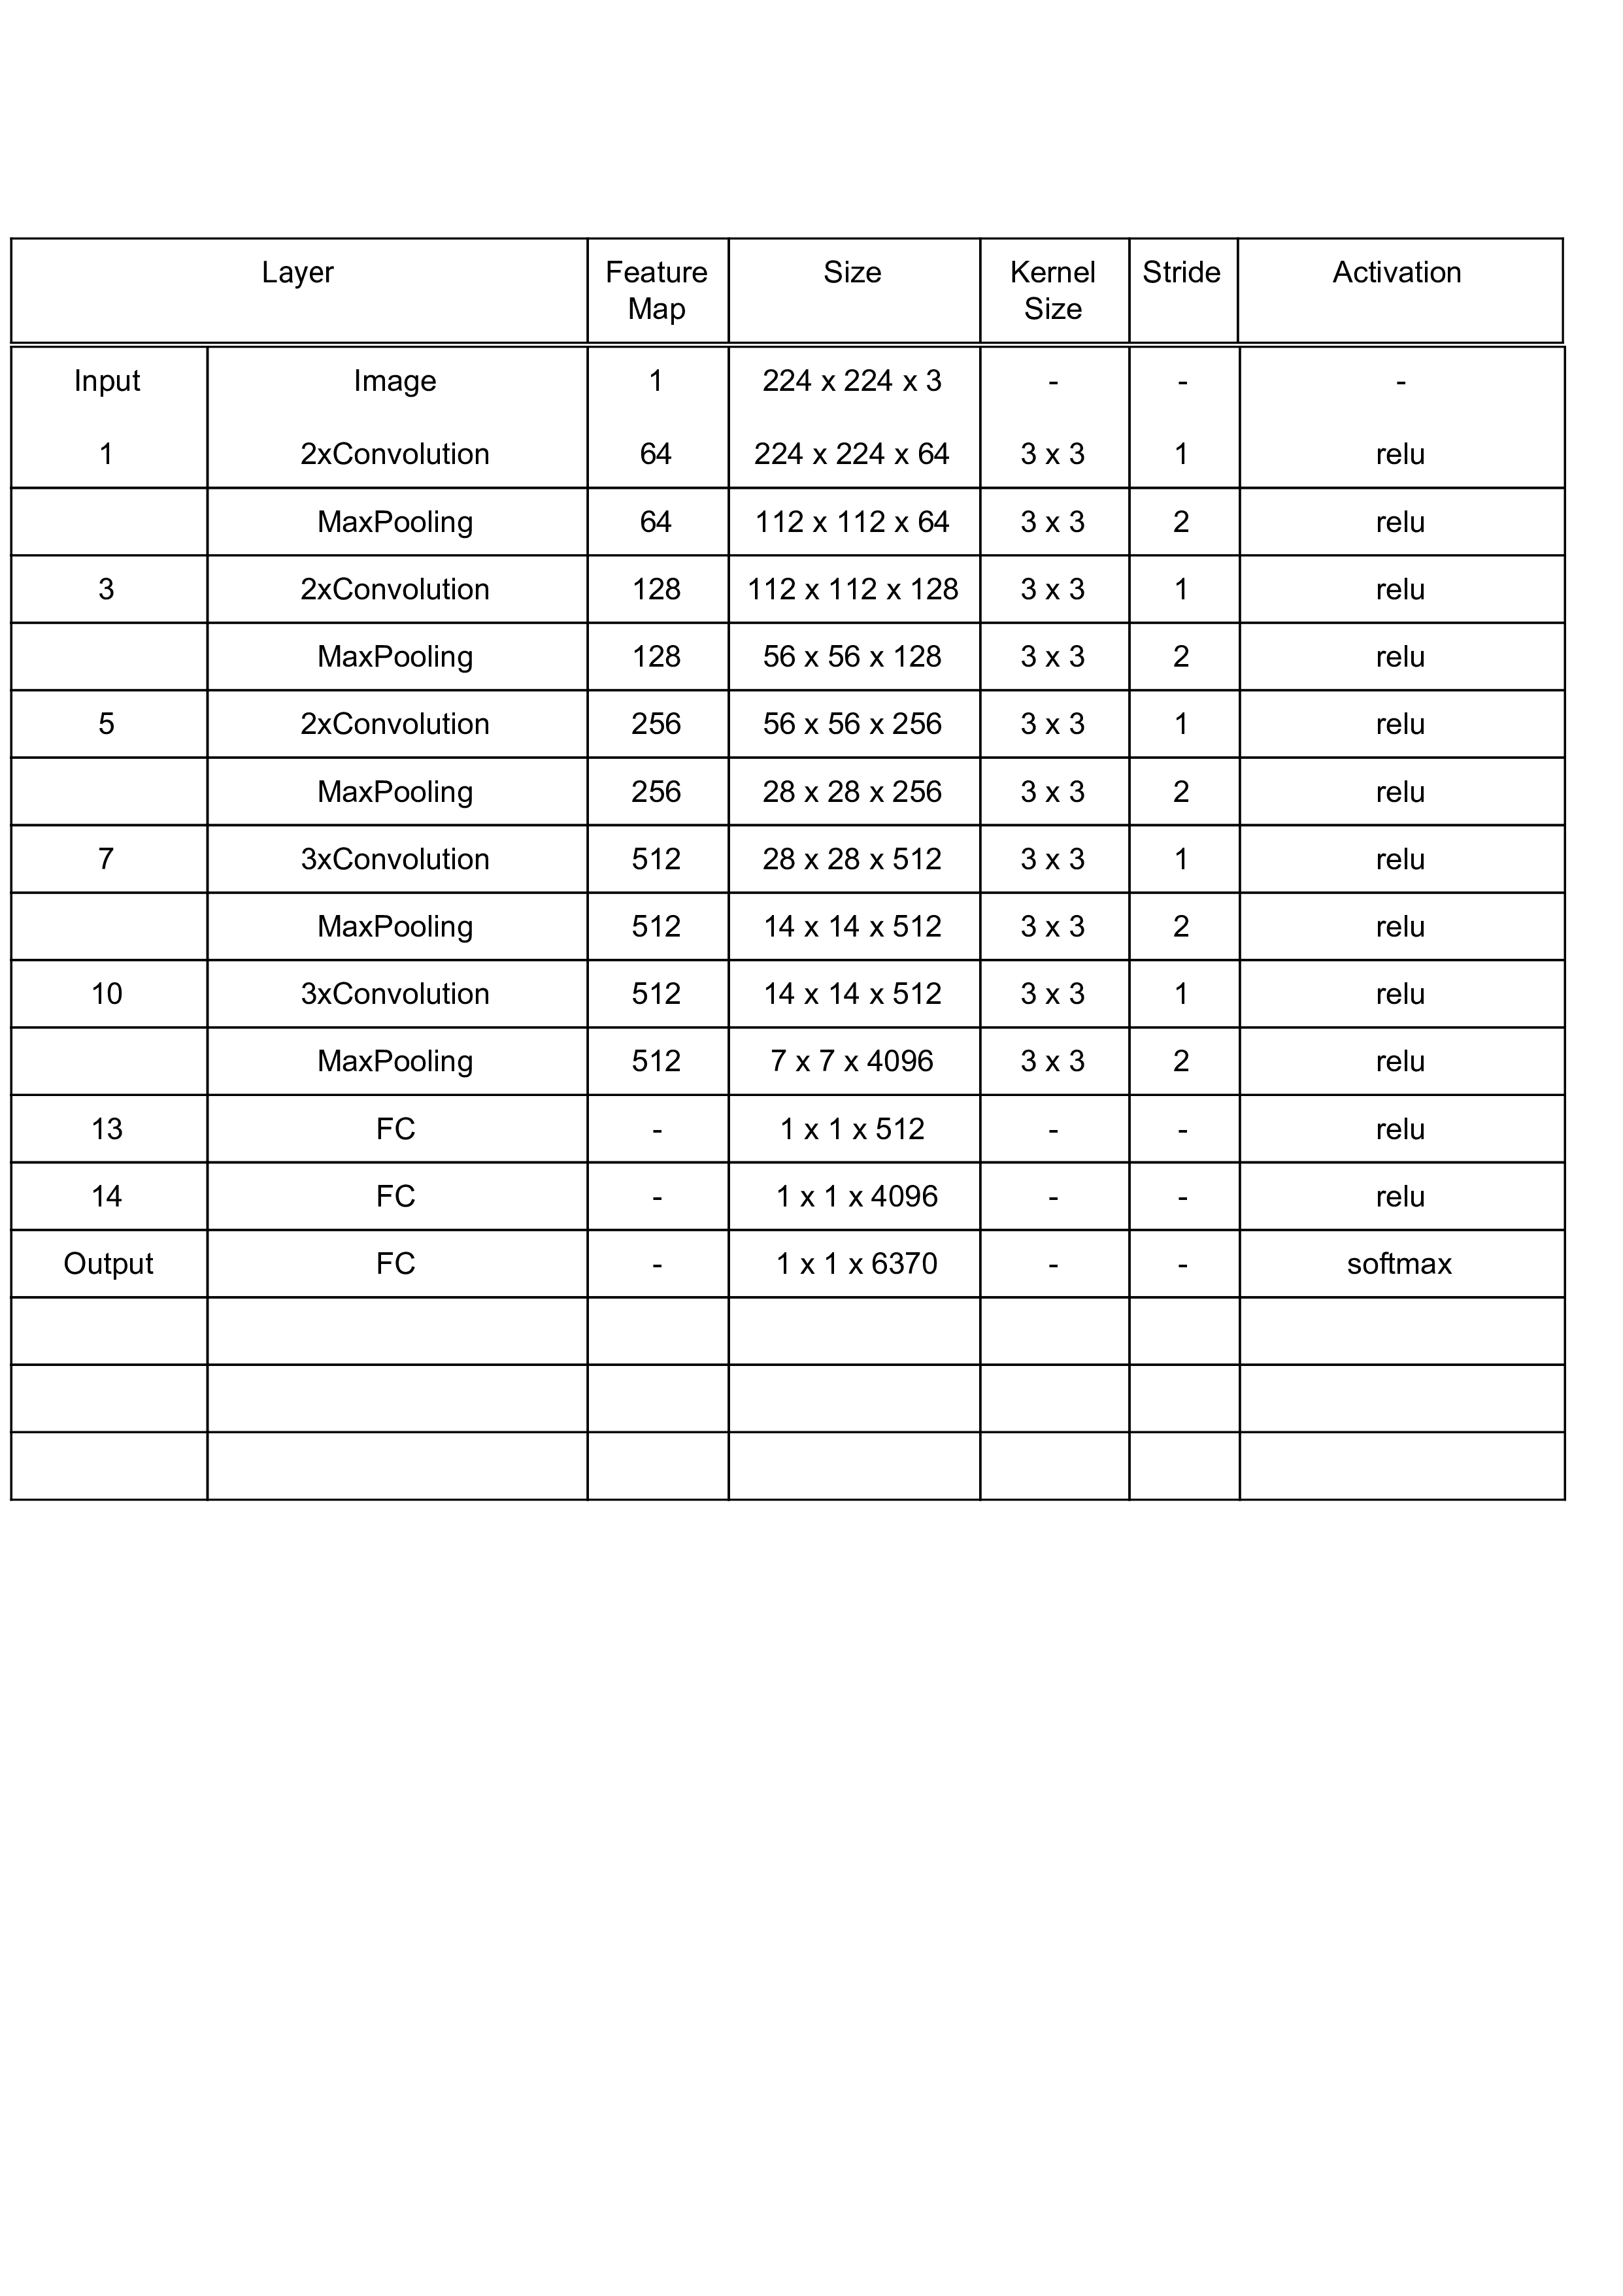 Layer Feature Map Size Kernel Size Stride Activation
Input Image 1 224 x 224 x 3 - - -
1 2xConvolution 64 224 x 224 x 64 3 x 3 1 relu
MaxPooling 64 112 x 112 x 64 3 x 3 2 relu
3 2xConvolution 128 112 x 112 x 128 3 x 3 1 relu
MaxPooling 128 56 x 56 x 128 3 x 3 2 relu
5 2xConvolution 256 56 x 56 x 256 3 x 3 1 relu
MaxPooling 256 28 x 28 x 256 3 x 3 2 relu
7 3xConvolution 512 28 x 28 x 512 3 x 3 1 relu
MaxPooling 512 14 x 14 x 512 3 x 3 2 relu
10 3xConvolution 512 14 x 14 x 512 3 x 3 1 relu
MaxPooling 512 7 x 7 x 4096 3 x 3 2 relu
13 FC - 1 x 1 x 512 - - relu
14 FC - 1 x 1 x 4096 - - relu
Output FC - 1 x 1 x 6370 - - softmax